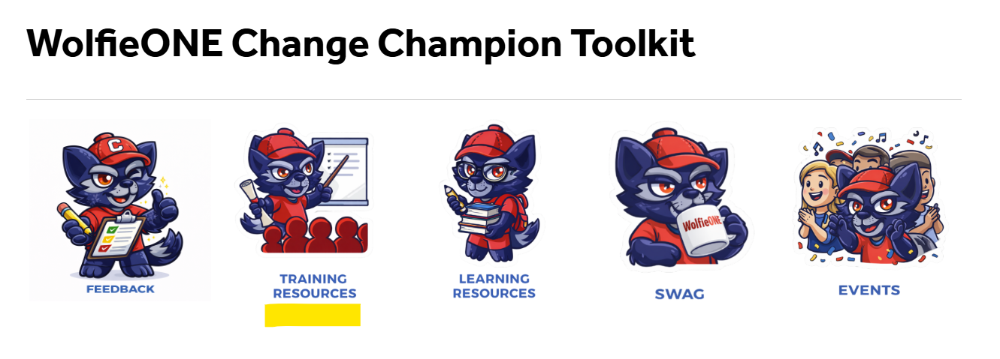 WolfieONE Change Champion Toolkit
C
WolfieONE
FEEDBACK
TRAINING
RESOURCES
LEARNING
RESOURCES
SWAG
EVENTS